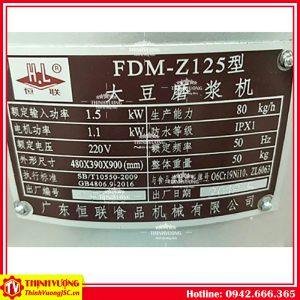 H.L
恒联
FDM-Z125型
大豆磨浆机
额定输入功率 1.5 kW 生产能力 80 kg/h
电机功率 1.1 kW 防水等级 IPX1
额定电压 220V 额定频率 50 Hz
外形尺寸 480X390X900(mm) 整体重量 50 kg
执行标准 SB/T10550-2009 GB4806.9-2016 06Cr19Ni10、ZL6063
出厂编号
广东恒联食品机械有限公司
THỊNH VƯỢNG
ThinhVuongJSC.vn
Hotline: 0942.666.365